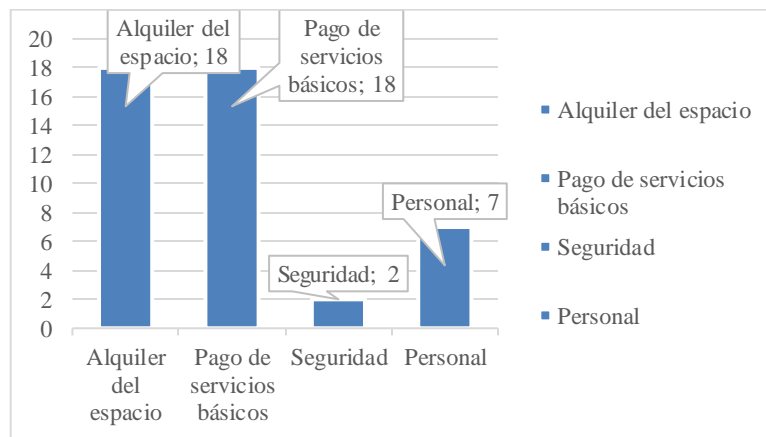 20
18
16
14
12
10
8
6
4
2
0
Alquiler del
espacio; 18
Pago de
servicios
básicos; 18
Seguridad; 2
Personal; 7
Alquiler
del
espacio
Pago de
servicios
básicos
Seguridad
Personal
Alquiler del espacio
Pago de servicios
básicos
Seguridad
Personal